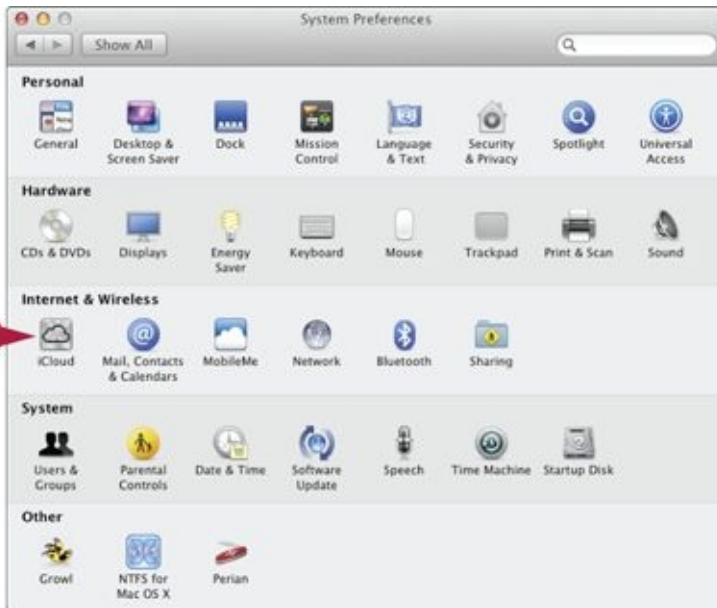 System Preferences
Show All
Personal
General
Desktop &
Screen Saver
Dock
Mission
Control
Language
& Text
Security
& Privacy
Spotlight
Universal
Access
Hardware
CDs & DVDs
Displays
Energy
Saver
Keyboard
Mouse
Trackpad
Print & Scan
Sound
Internet & Wireless
iCloud
Mail, Contacts
& Calendars
MobileMe
Network
Bluetooth
Sharing
System
Users &
Groups
Parental
Controls
Date & Time
Software
Update
Speech
Time Machine
Startup Disk
Other
Growl
NTFS for
Mac OS X
Perian